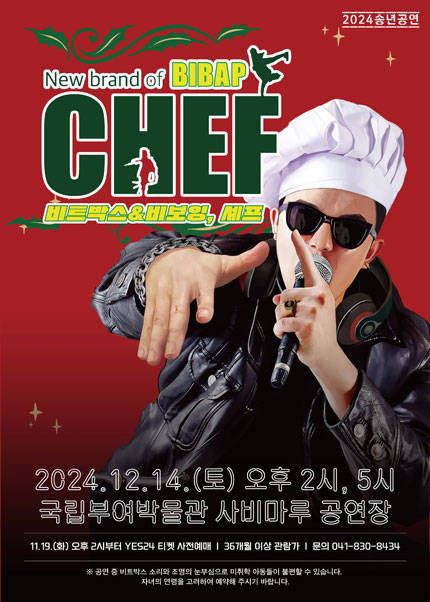 2024송년공연
New brand of BIBAP
CHEF
비트박스&비보잉, 셰프
2024.12.14.(토) 오후 2시, 5시
국립부여박물관 사비마루 공연장
11.19.(화) 오후 2시부터 YES24 티켓 사전예매 I 36개월 이상 관람가 I 문의 041-830-8434
※ 공연 중 비트박스 소리와 조명의 눈부심으로 미취학 아동들이 불편할 수 있습니다.
자녀의 연령을 고려하여 예약해 주시기 바랍니다.